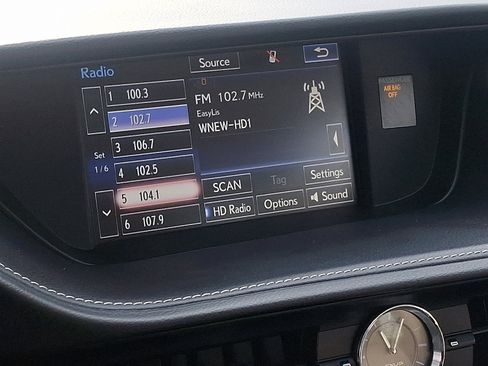 Radio
Source
1 100.3
2 102.7
3 106.7
4 102.5
5 104.1
6 107.9
Set
1/6
FM 102.7 MHz
EasyLis
WNEW-HD1
SCAN
Tag
Settings
HD Radio
Options
Sound
PASSENGER
AIR BAG
OFF